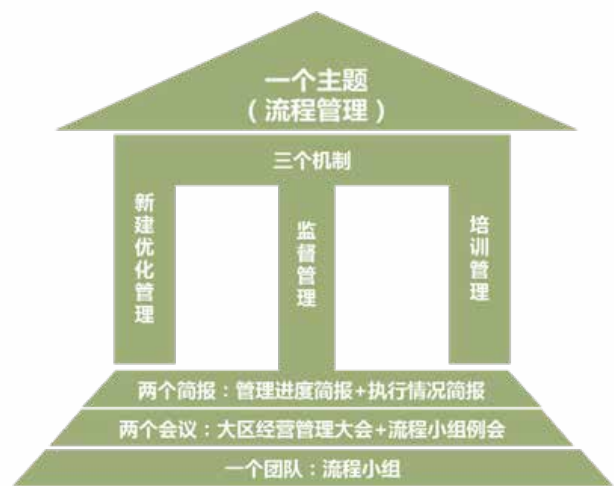 一个主题
（流程管理）
三个机制
新建优化管理
监督管理
培训管理
两个简报：管理进度简报+执行情况简报
两个会议：大区经营管理大会+流程小组例会
一个团队：流程小组